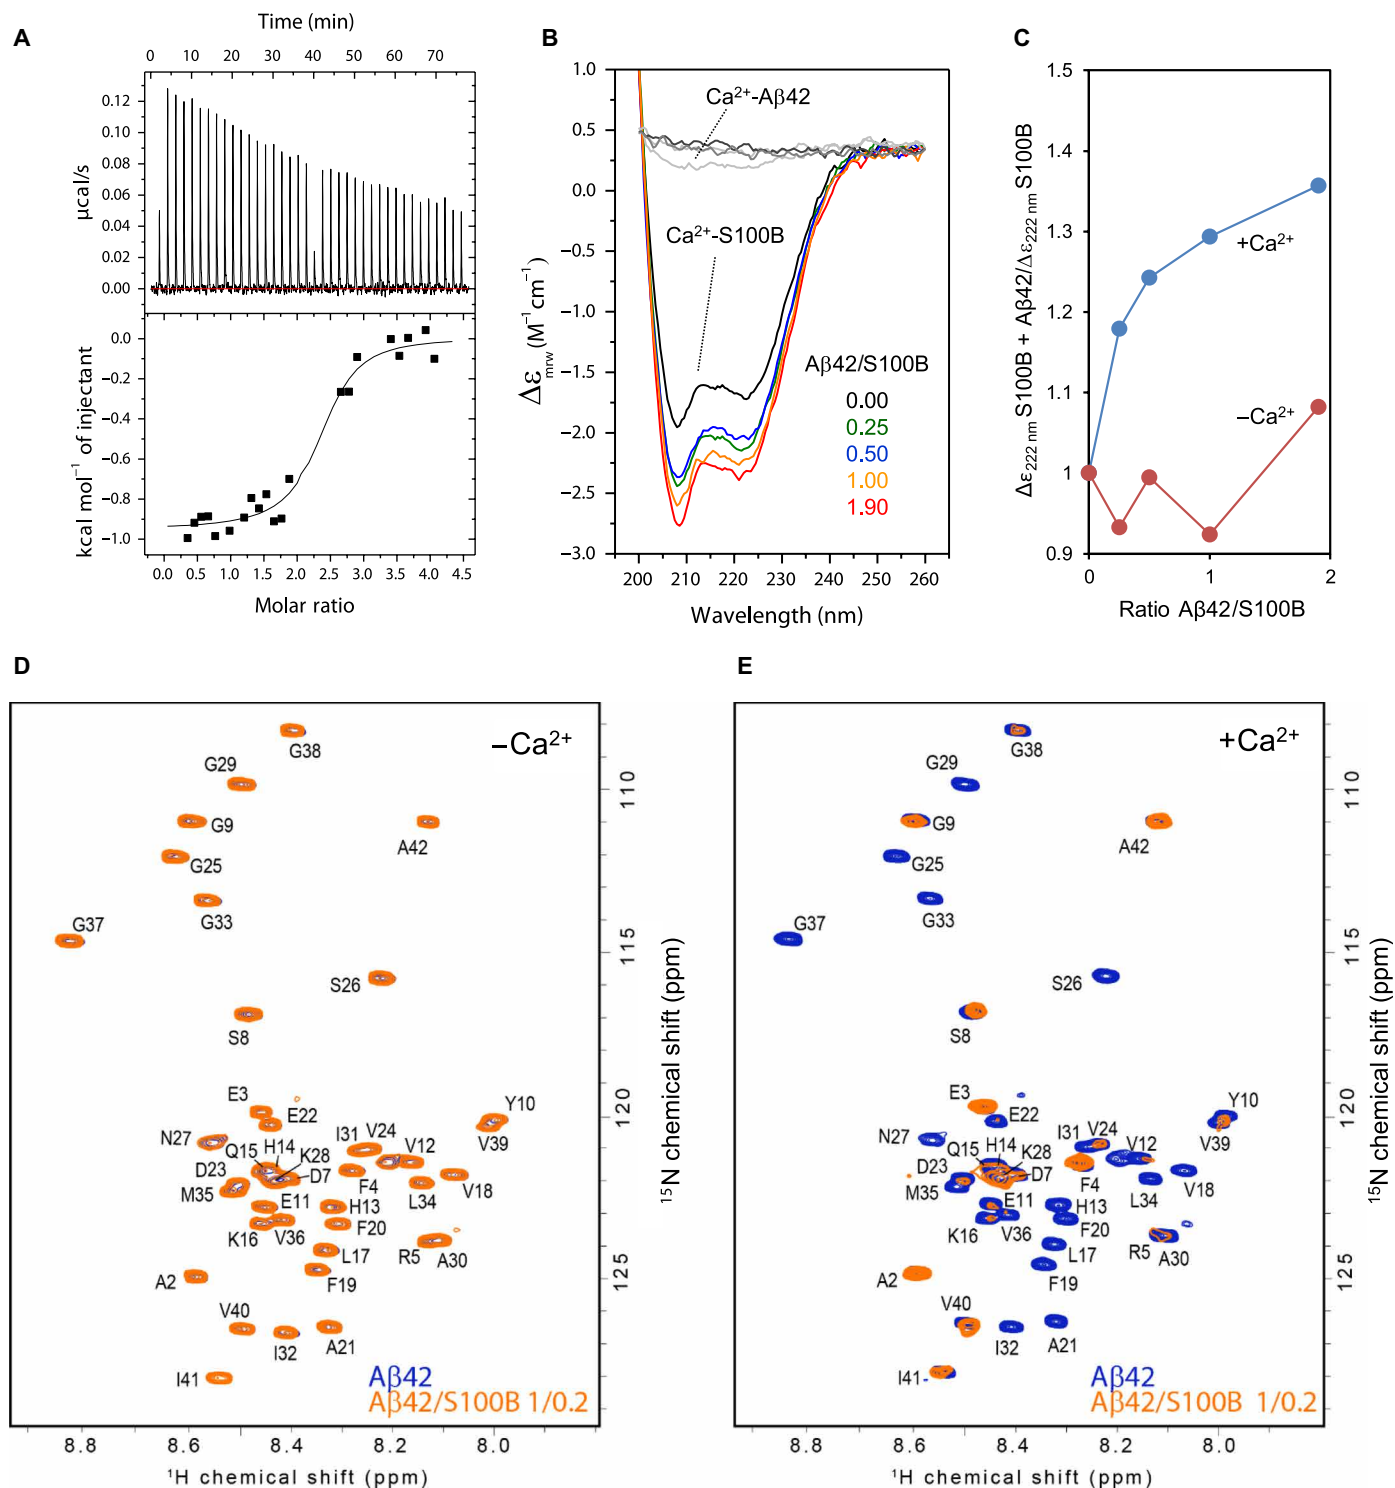 A
Time (min)
0 10 20 30 40 50 60 70
0.12
0.10
0.08
0.06
0.04
0.02
0.00
µcal/s
0.0
−0.2
−0.4
−0.6
−0.8
−1.0
kcal mol⁻¹ of injectant
0.0 0.5 1.0 1.5 2.0 2.5 3.0 3.5 4.0 4.5
Molar ratio
B
1.0
0.5
0.0
−0.5
−1.0
−1.5
−2.0
−2.5
−3.0
Δε mrw (M⁻¹ cm⁻¹)
Ca²⁺-Aβ42
Ca²⁺-S100B
Aβ42/S100B
0.00
0.25
0.50
1.00
1.90
200 210 220 230 240 250 260
Wavelength (nm)
C
1.5
1.4
1.3
1.2
1.1
1
0.9
Δε222 nm S100B + Aβ42/Δε222 nm S100B
+Ca²⁺
−Ca²⁺
0 1 2
Ratio Aβ42/S100B
D
−Ca²⁺
G38
G29
G9
A42
G25
G33
G37
S26
S8
E3
E22
Y10
N27
Q15
H14
I31
V24
V12
V39
K28
D23
D7
M35
F4
L34
V18
E11
H13
K16
V36
F20
L17
R5
A30
A2
F19
V40
I32
A21
I41
Aβ42
Aβ42/S100B 1/0.2
110
115
120
125
¹⁵N chemical shift (ppm)
8.8 8.6 8.4 8.2 8.0
¹H chemical shift (ppm)
E
+Ca²⁺
G38
G29
G9
A42
G25
G33
G37
S26
S8
E3
E22
Y10
N27
Q15
H14
I31
V24
V12
V39
K28
D23
D7
M35
F4
L34
V18
E11
H13
K16
V36
F20
L17
R5
A30
A2
F19
V40
I32
A21
I41
Aβ42
Aβ42/S100B 1/0.2
110
115
120
125
¹⁵N chemical shift (ppm)
8.8 8.6 8.4 8.2 8.0
¹H chemical shift (ppm)